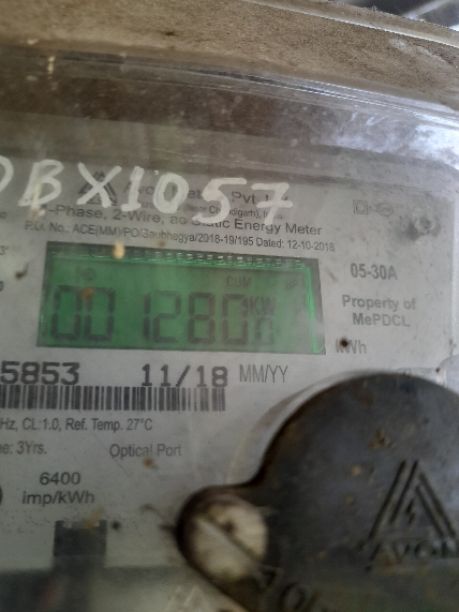 DBX1057
Pvt
-Phase, 2-Wire, ac Static Energy Meter
P.O. No.: ACE(MM)/PO/Saubhagya/2018-19/195 Dated: 12-10-2018
05-30A
CUM
001280
KW
Property of
MePDCL
kWh
5853 11/18 MM/YY
Hz, CL:1.0, Ref. Temp. 27°C
e: 3Yrs. Optical Port
6400
imp/kWh
AVON